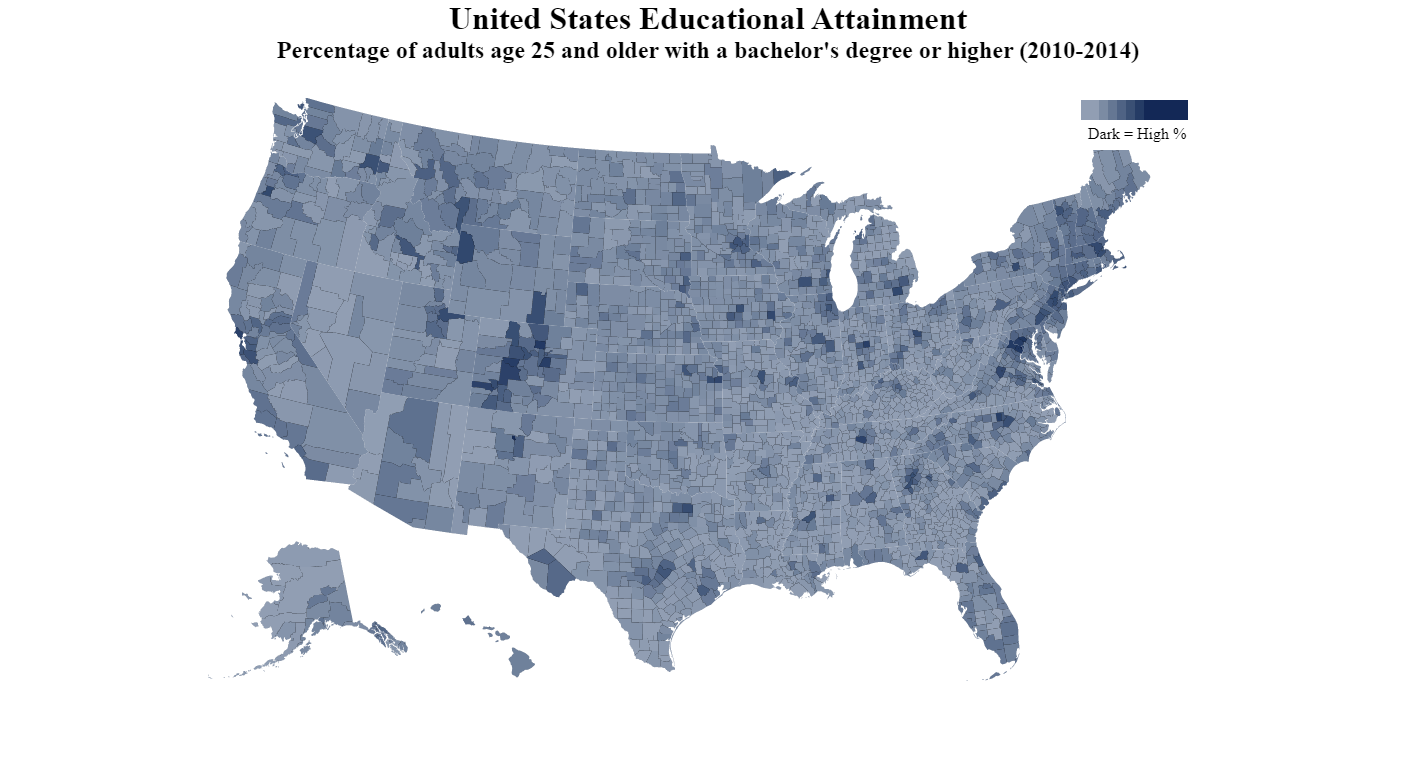 United States Educational Attainment
Percentage of adults age 25 and older with a bachelor's degree or higher (2010-2014)
Dark = High %